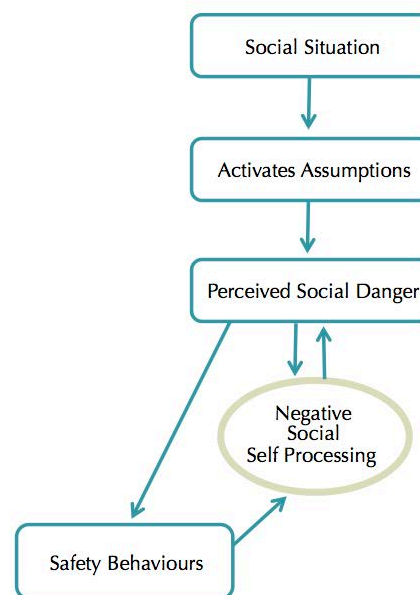 Social Situation
Activates Assumptions
Perceived Social Danger
Negative
Social
Self Processing
Safety Behaviours